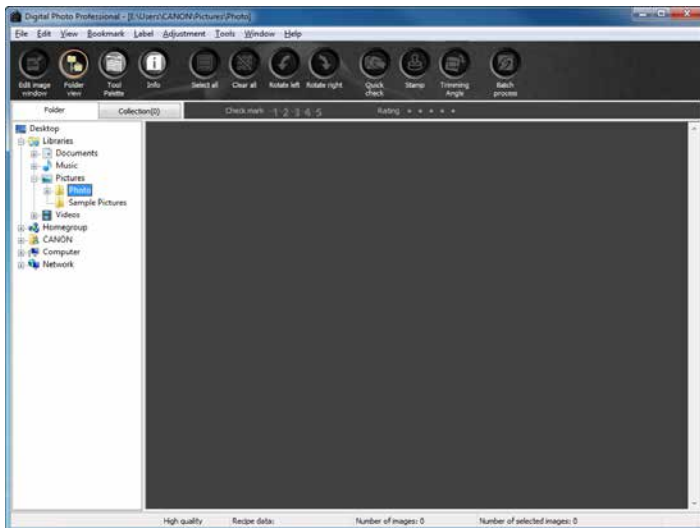 Digital Photo Professional - [E:\Users\CANON\Pictures\Photo]
File Edit View Bookmark Label Adjustment Tools Window Help
Edit image window Folder view Tool Palette Info Select all Clear all Rotate left Rotate right Quick check Stamp Trimming Angle Batch process
Folder Collection(0) Check mark 1 2 3 4 5 Rating
Desktop
Libraries
Documents
Music
Pictures
Photo
Sample Pictures
Videos
Homegroup
CANON
Computer
Network
High quality Recipe data: Number of images: 0 Number of selected images: 0